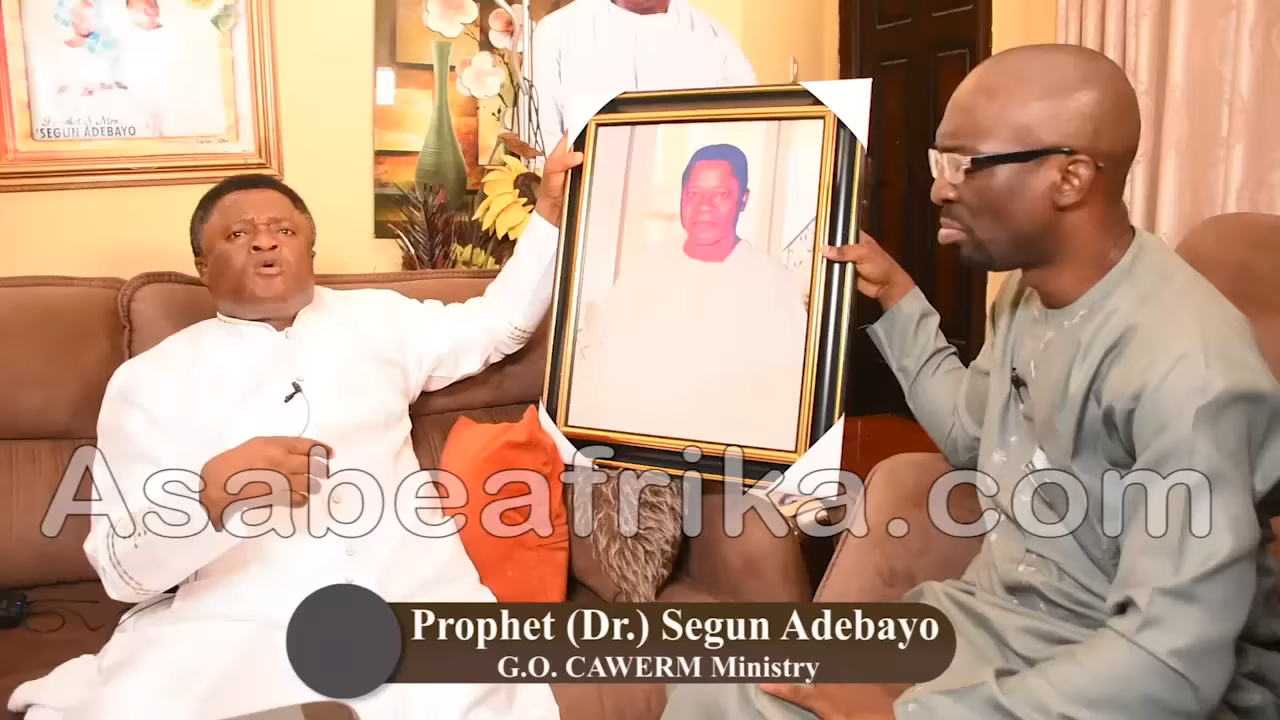 SEGUN ADEBAYO
Asabeafrika.com
Prophet (Dr.) Segun Adebayo
G.O. CAWERM Ministry